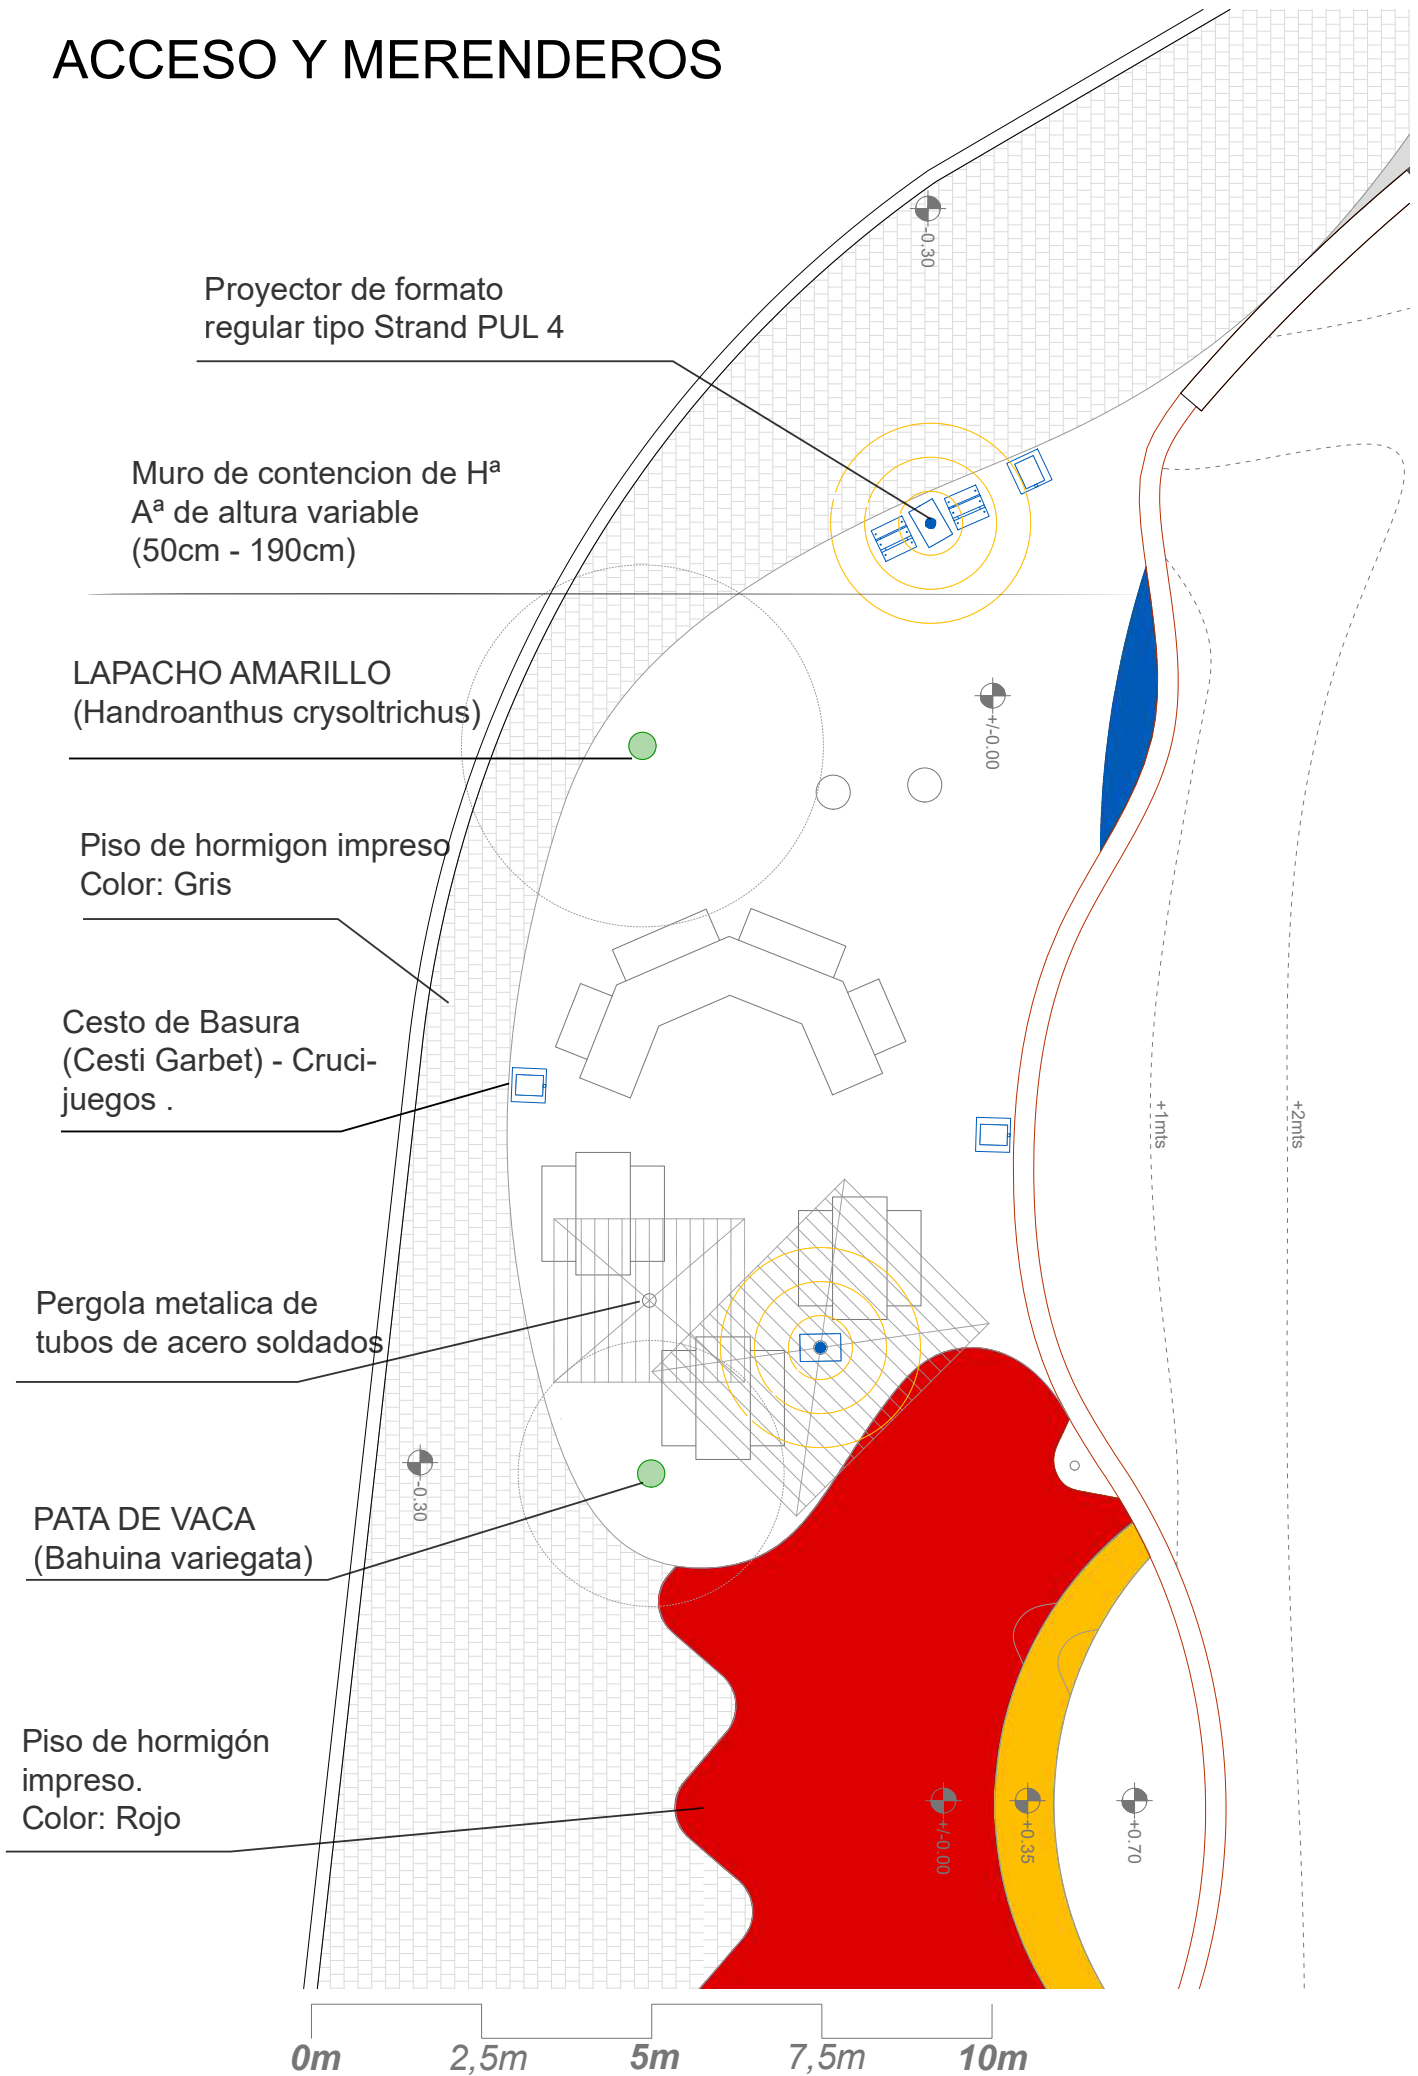 ACCESO Y MERENDEROS
-0.30
Proyector de formato
regular tipo Strand PUL 4
Muro de contencion de Hª
Aª de altura variable
(50cm - 190cm)
LAPACHO AMARILLO
(Handroanthus crysoltrichus)
+/-0.00
Piso de hormigon impreso
Color: Gris
Cesto de Basura
(Cesti Garbet) - Cruci-
juegos .
+1mts
+2mts
Pergola metalica de
tubos de acero soldados
-0.30
PATA DE VACA
(Bahuina variegata)
Piso de hormigón
impreso.
Color: Rojo
+/-0.00
+0.35
+0.70
0m
2,5m
5m
7,5m
10m